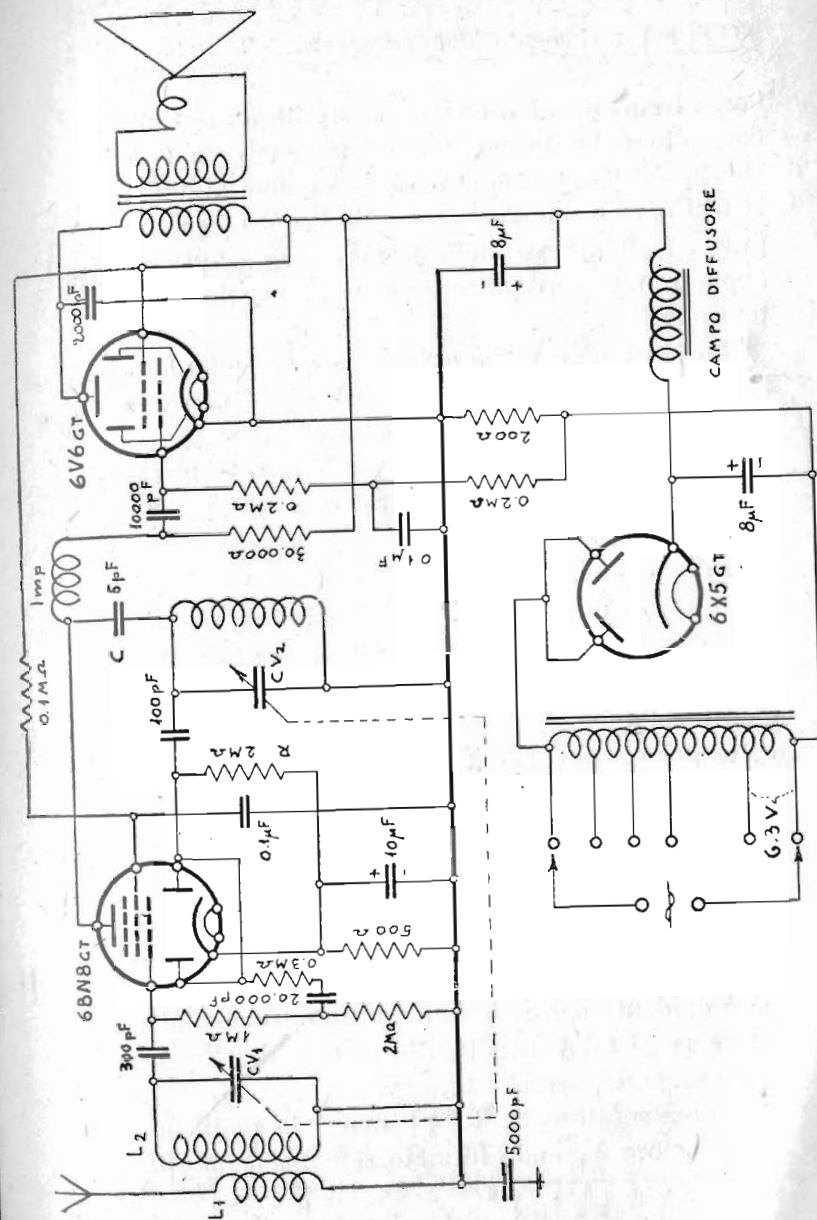 0.1MΩ
Imp
6V6GT
2000pF
6BN8GT
300pF
C 5pF
10000
pF
L2
100pF
L1
CV1
1MΩ
2MΩ
R
CV2
30.000Ω
0.2MΩ
20.000pF
0.3MΩ
0.1µF
2MΩ
500Ω
10µF
+
-
0.1µF
0.2MΩ
200Ω
-
+
8µF
5000pF
CAMPO DIFFUSORE
6X5GT
+
-
8µF
6.3V